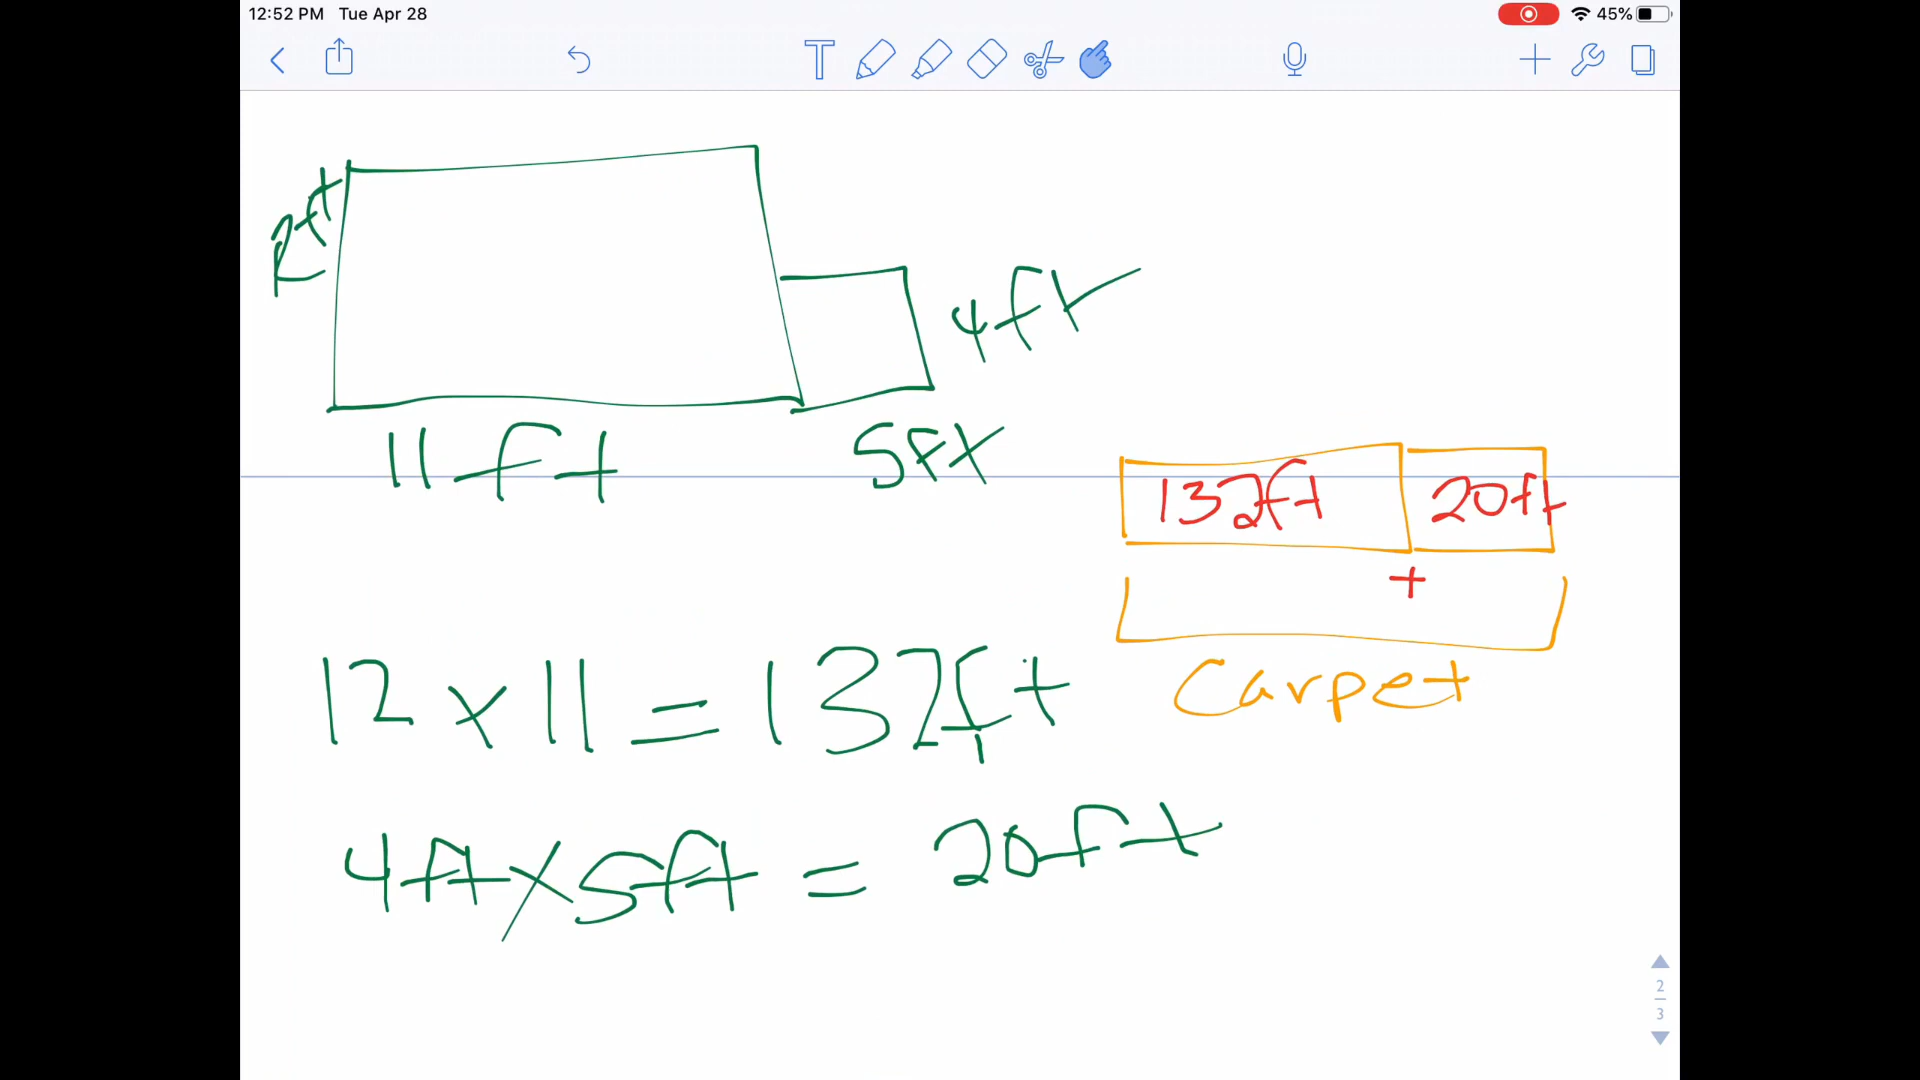 12:52 PM Tue Apr 28
45%
T
12ft
4ft
11ft
5ft
132ft 20ft
+
Carpet
12 x 11 = 132ft
4ft x 5ft = 20ft
2
3